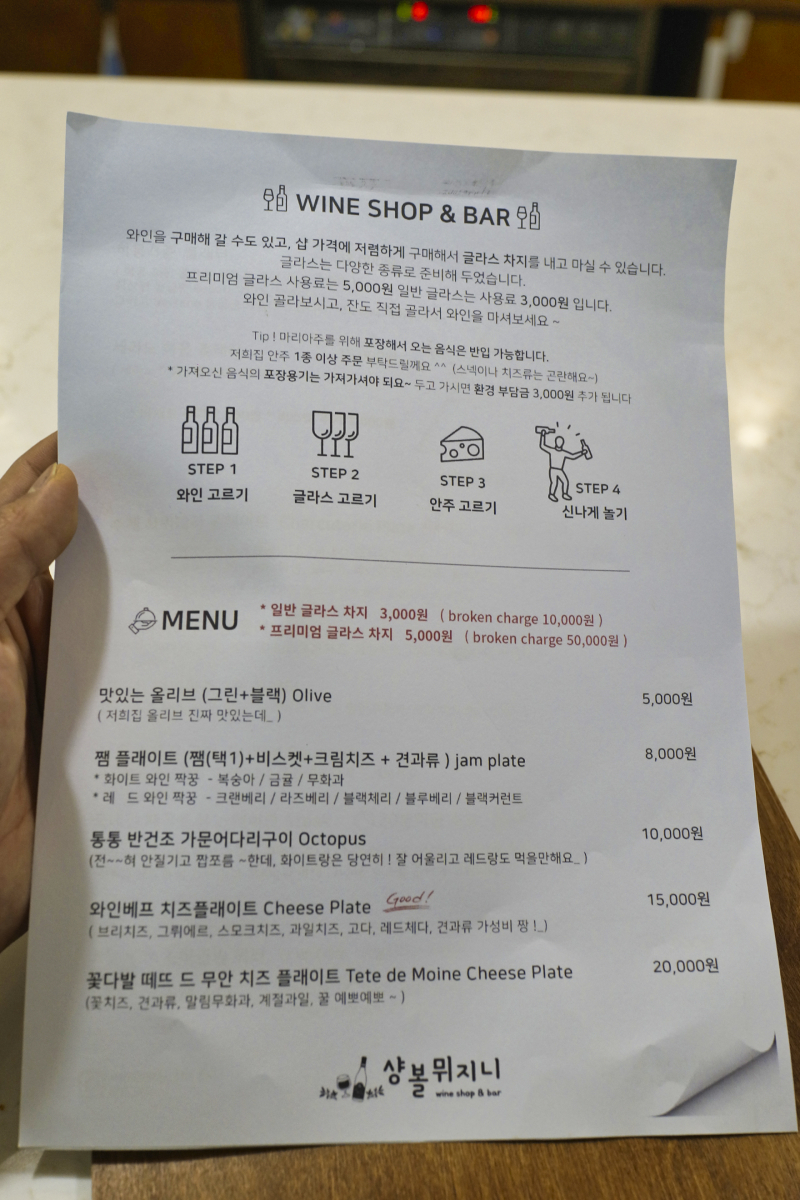 WINE SHOP & BAR
와인을 구매해 갈 수도 있고, 샵 가격에 저렴하게 구매해서 글라스 차지를 내고 마실 수 있습니다.
글라스는 다양한 종류로 준비해 두었습니다.
프리미엄 글라스 사용료는 5,000원 일반 글라스는 사용료 3,000원 입니다.
와인 골라보시고, 잔도 직접 골라서 와인을 마셔보세요 ~
Tip ! 마리아주를 위해 포장해서 오는 음식은 반입 가능합니다.
저희집 안주 1종 이상 주문 부탁드릴께요 ^^ (스넥이나 치즈류는 곤란해요~)
* 가져오신 음식의 포장용기는 가져가셔야 되요~ 두고 가시면 환경 부담금 3,000원 추가 됩니다
STEP 1
와인 고르기
STEP 2
글라스 고르기
STEP 3
안주 고르기
STEP 4
신나게 놀기
MENU
* 일반 글라스 차지 3,000원 ( broken charge 10,000원 )
* 프리미엄 글라스 차지 5,000원 ( broken charge 50,000원 )
맛있는 올리브 (그린+블랙) Olive 5,000원
( 저희집 올리브 진짜 맛있는데_ )
쨈 플래이트 (쨈(택1)+비스켓+크림치즈 + 견과류 ) jam plate 8,000원
* 화이트 와인 짝꿍 - 복숭아 / 금귤 / 무화과
* 레 드 와인 짝꿍 - 크랜베리 / 라즈베리 / 블랙체리 / 블루베리 / 블랙커런트
통통 반건조 가문어다리구이 Octopus 10,000원
(전~~혀 안질기고 짭쪼름 ~한데, 화이트랑은 당연히 ! 잘 어울리고 레드랑도 먹을만해요_ )
와인베프 치즈플래이트 Cheese Plate Good! 15,000원
( 브리치즈, 그뤼에르, 스모크치즈, 과일치즈, 고다, 레드체다, 견과류 가성비 짱 !_)
꽃다발 떼뜨 드 무안 치즈 플래이트 Tete de Moine Cheese Plate 20,000원
(꽃치즈, 견과류, 말림무화과, 계절과일, 꿀 예뽀예뽀 ~ )
샹볼뮈지니
wine shop & bar